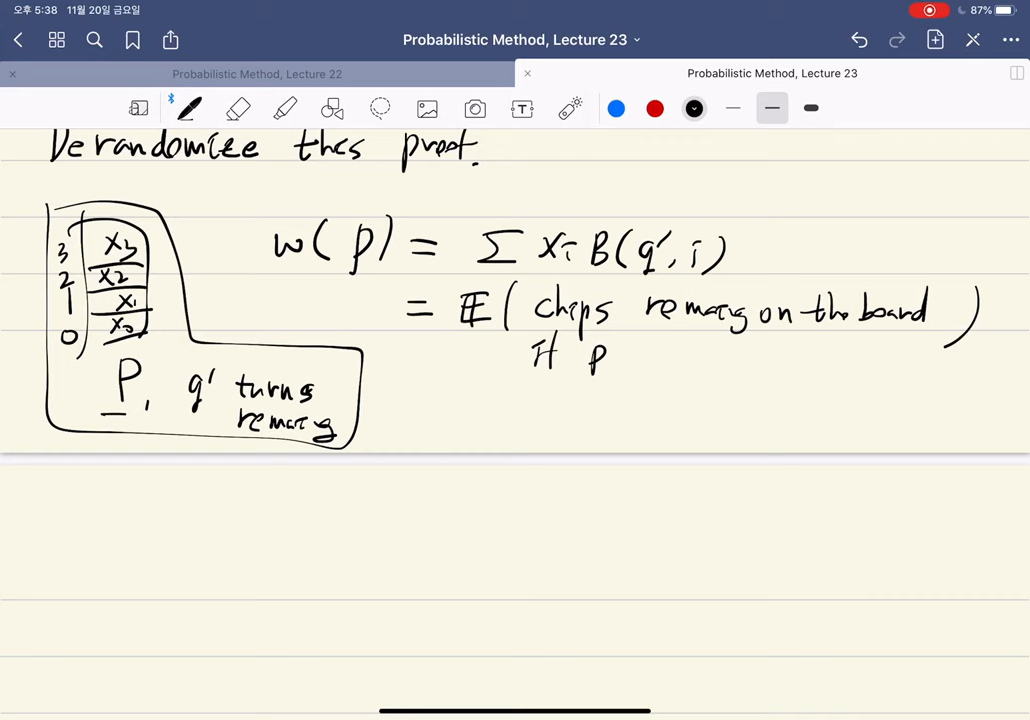 오후 5:38 11월 20일 금요일
87%
Probabilistic Method, Lecture 23
Probabilistic Method, Lecture 22
Probabilistic Method, Lecture 23
Derandomize this proof.
3 x₃
2 x₂
1 x₁
0 x₀
P, q' turns
remaing
w(p) = Σ xᵢ B(q', i)
= 𝔼 ( chips remaing on the board )
if P